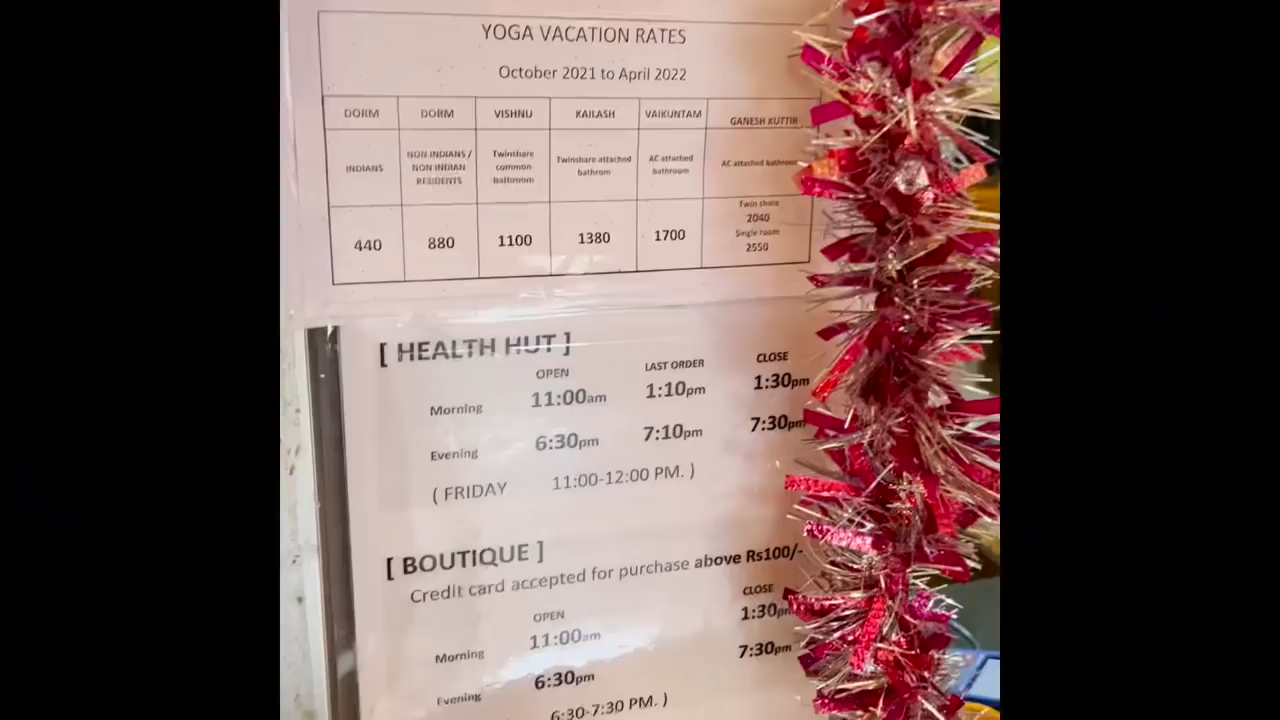 YOGA VACATION RATES
October 2021 to April 2022
DORM DORM VISHNU KAILASH VAIKUNTAM GANESH KUTTIR
INDIANS
NON INDIANS /
NON INDIAN
RESIDENTS
Twinshare
common
bathroom
Twinshare attached
bathrom
AC attached
bathroom
AC attached bathroom
440 880 1100 1380 1700
Twin share
2040
Single room
2550
[ HEALTH HUT ]
OPEN LAST ORDER CLOSE
Morning 11:00am 1:10pm 1:30pm
Evening 6:30pm 7:10pm 7:30pm
( FRIDAY 11:00-12:00 PM. )
[ BOUTIQUE ]
Credit card accepted for purchase above Rs100/-
OPEN CLOSE
Morning 11:00am 1:30pm
Evening 6:30pm 7:30pm
6:30-7:30 PM. )